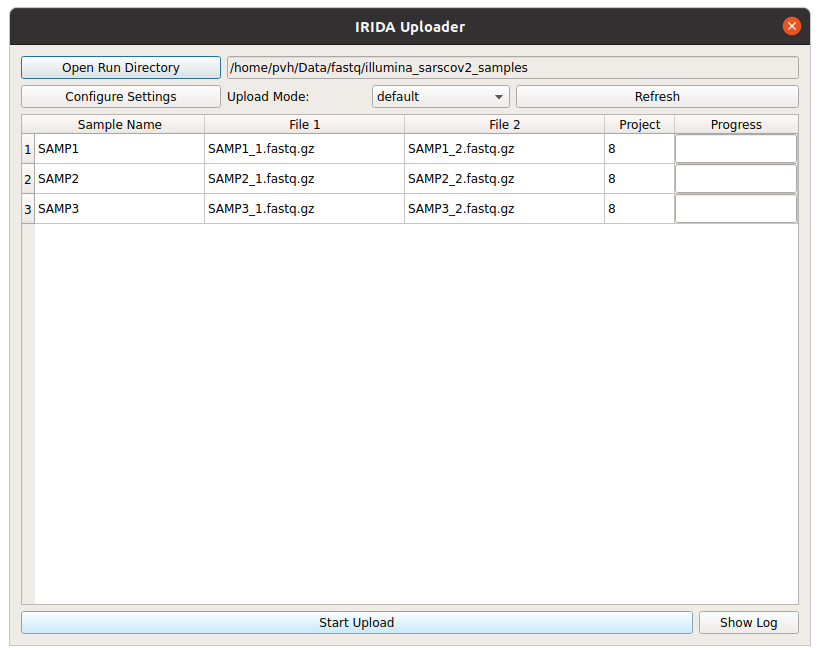 IRIDA Uploader
Open Run Directory /home/pvh/Data/fastq/illumina_sarscov2_samples
Configure Settings Upload Mode: default Refresh
Sample Name File 1 File 2 Project Progress
1 SAMP1 SAMP1_1.fastq.gz SAMP1_2.fastq.gz 8
2 SAMP2 SAMP2_1.fastq.gz SAMP2_2.fastq.gz 8
3 SAMP3 SAMP3_1.fastq.gz SAMP3_2.fastq.gz 8
Start Upload Show Log